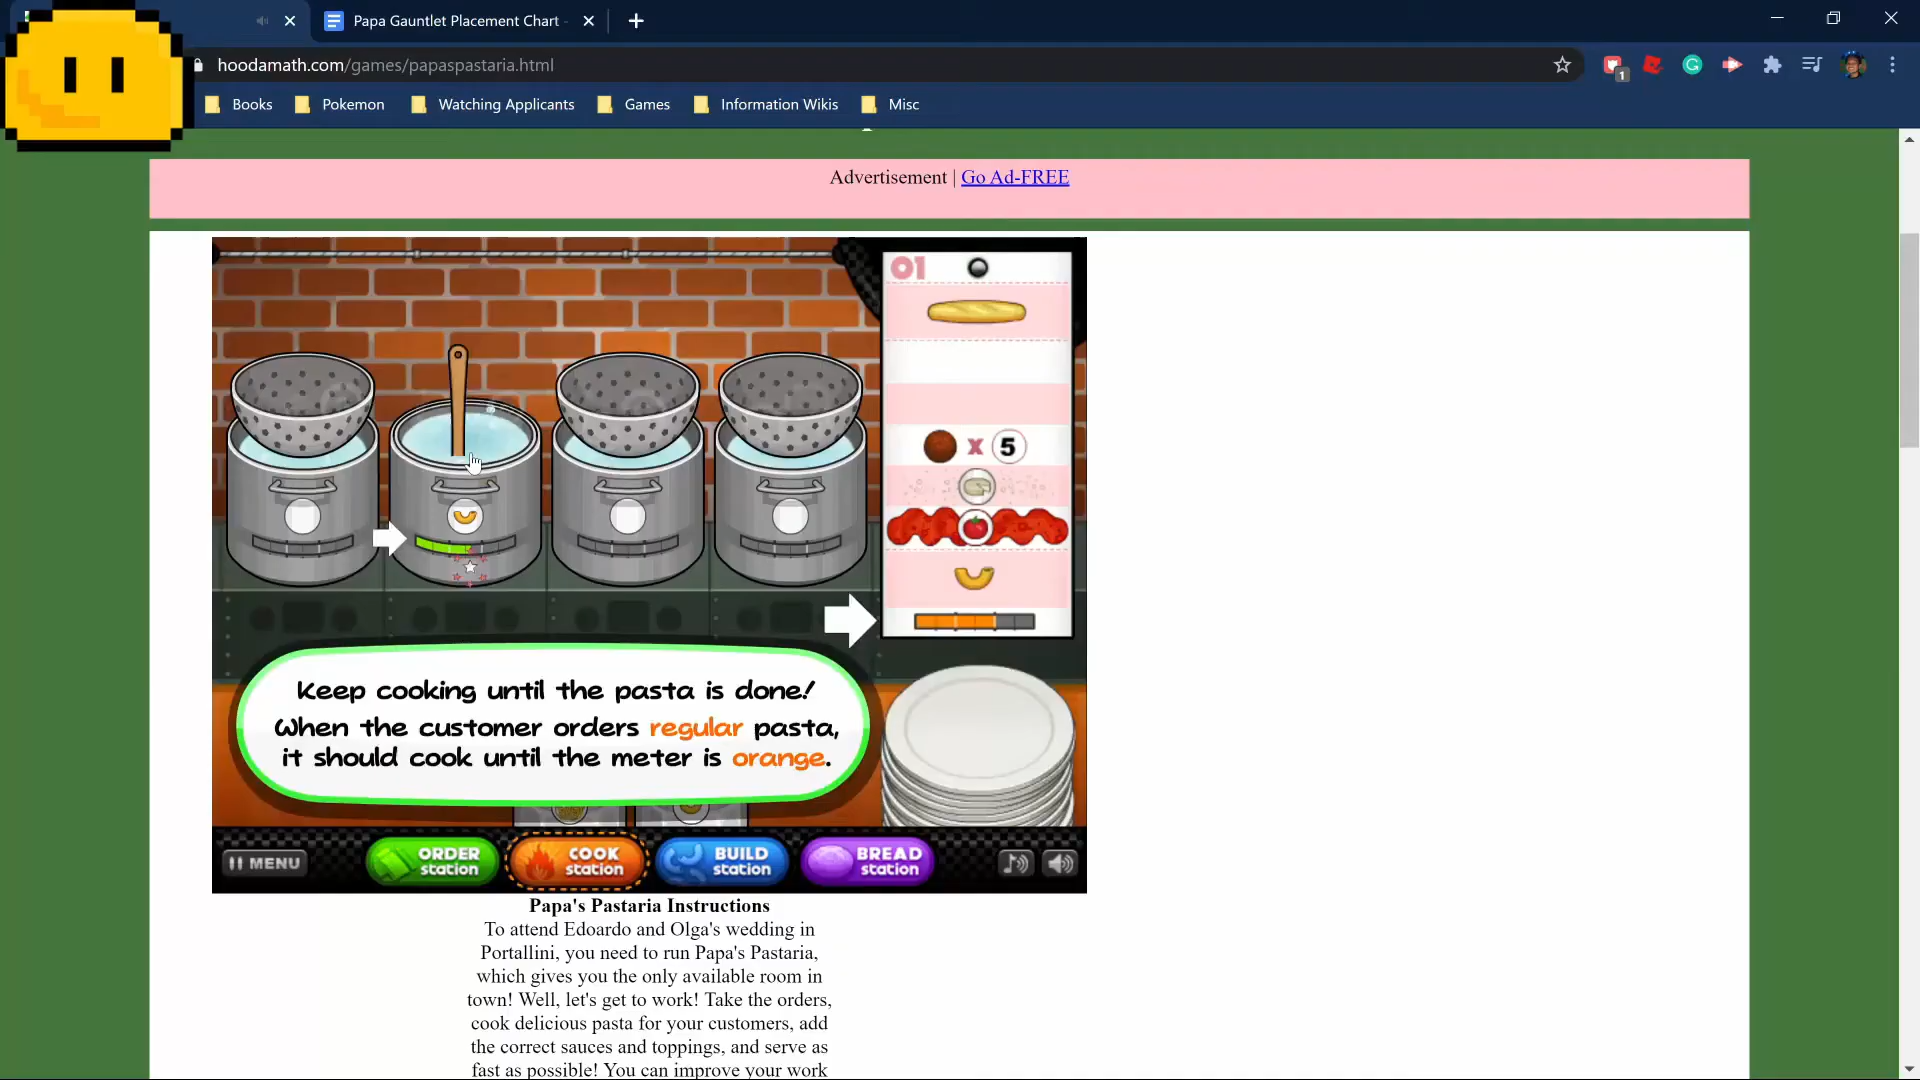 Papa Gauntlet Placement Chart -
hoodamath.com/games/papaspastaria.html
1
Books
Pokemon
Watching Applicants
Games
Information Wikis
Misc
Advertisement | Go Ad-FREE
01
x 5
Keep cooking until the pasta is done!
When the customer orders regular pasta,
it should cook until the meter is orange.
MENU
ORDER
station
COOK
station
BUILD
station
BREAD
station
Papa's Pastaria Instructions
To attend Edoardo and Olga's wedding in
Portallini, you need to run Papa's Pastaria,
which gives you the only available room in
town! Well, let's get to work! Take the orders,
cook delicious pasta for your customers, add
the correct sauces and toppings, and serve as
fast as possible! You can improve your work